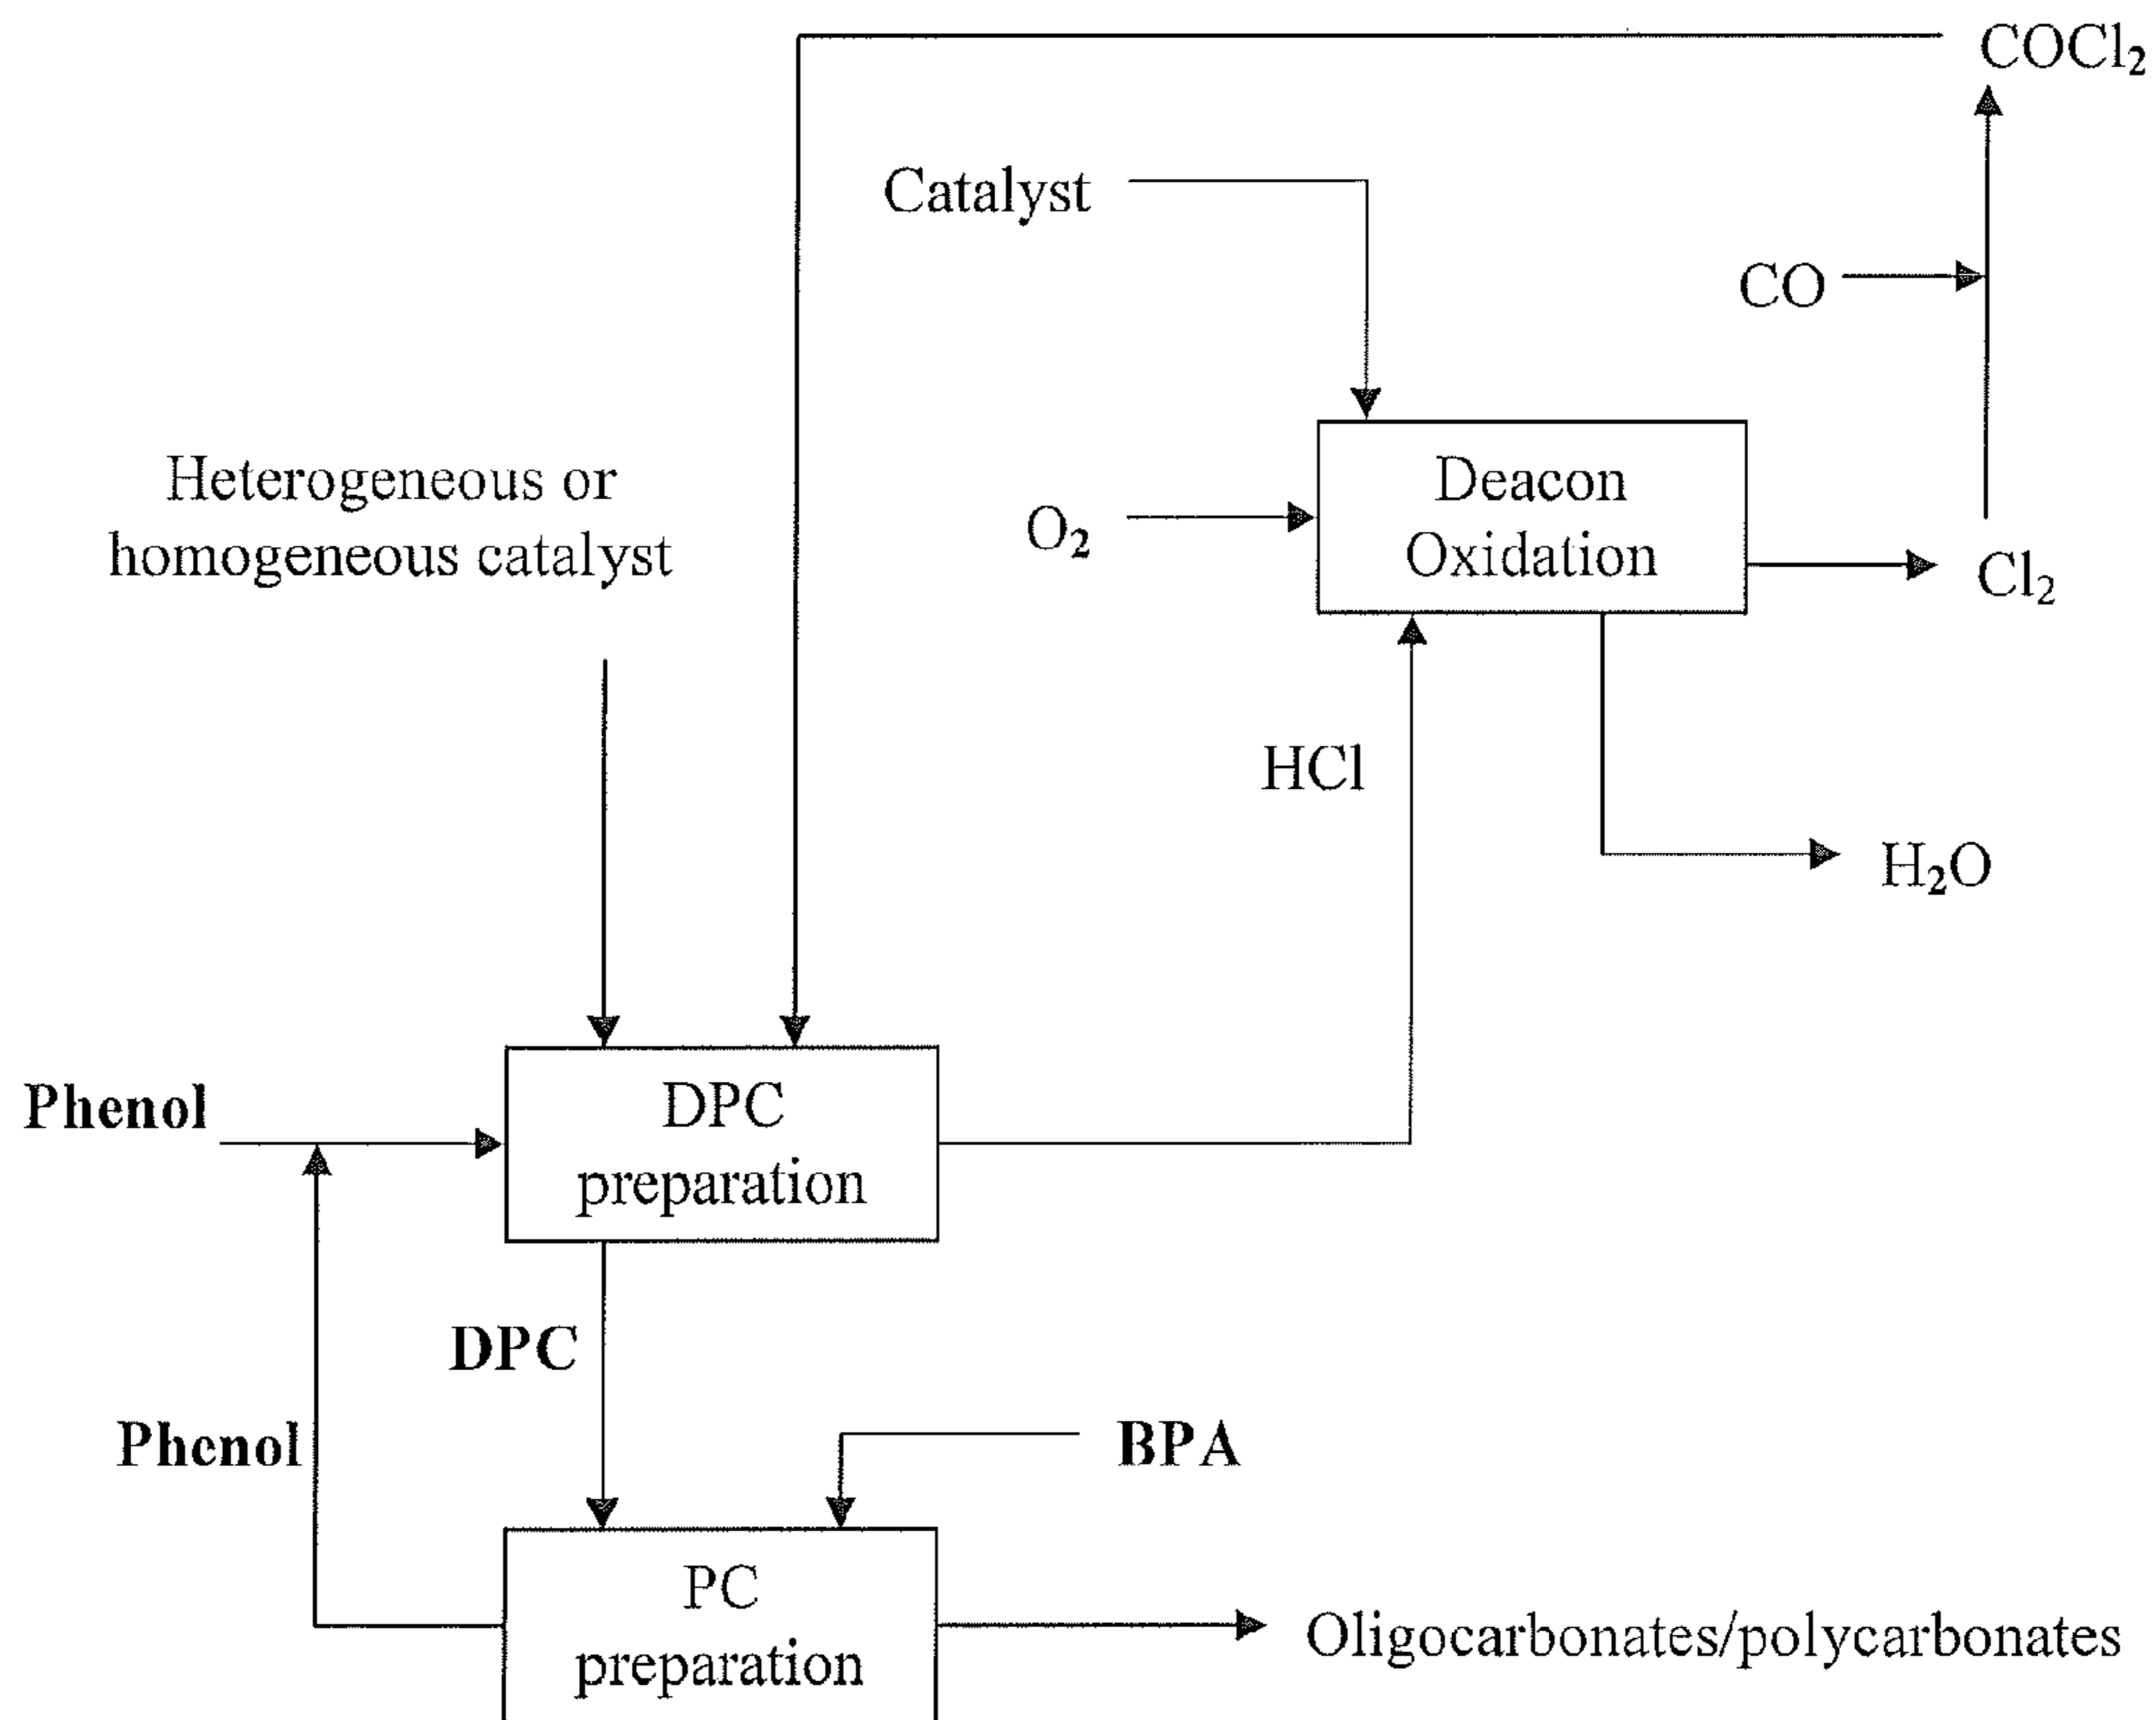 COCl₂
Catalyst
CO
Heterogeneous or
homogeneous catalyst
O₂
Deacon
Oxidation
Cl₂
HCl
H₂O
Phenol
DPC
preparation
DPC
Phenol
BPA
PC
preparation
Oligocarbonates/polycarbonates